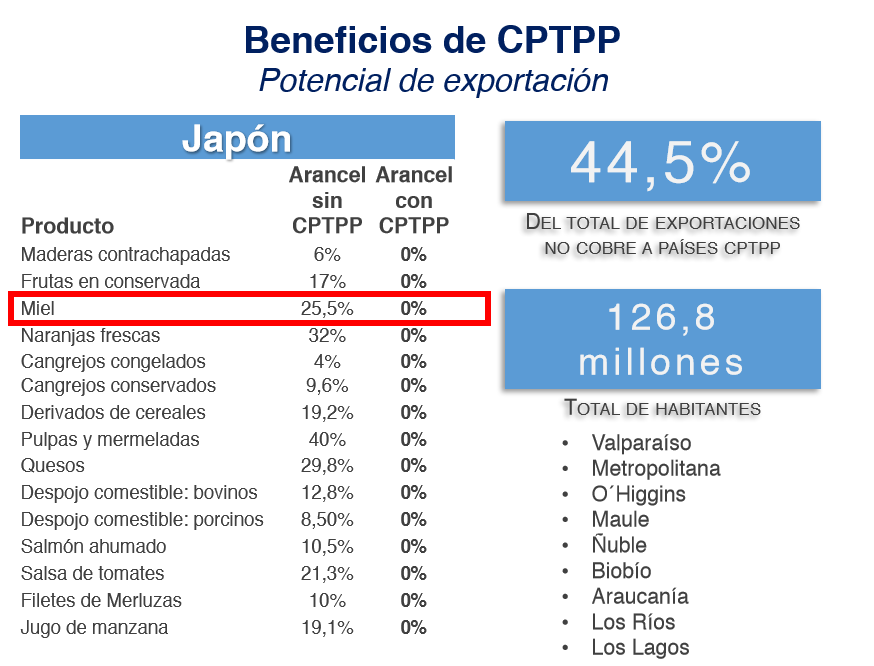 Beneficios de CPTPP
Potencial de exportación
Japón
Producto Arancel sin CPTPP Arancel con CPTPP
Maderas contrachapadas 6% 0%
Frutas en conservada 17% 0%
Miel 25,5% 0%
Naranjas frescas 32% 0%
Cangrejos congelados 4% 0%
Cangrejos conservados 9,6% 0%
Derivados de cereales 19,2% 0%
Pulpas y mermeladas 40% 0%
Quesos 29,8% 0%
Despojo comestible: bovinos 12,8% 0%
Despojo comestible: porcinos 8,50% 0%
Salmón ahumado 10,5% 0%
Salsa de tomates 21,3% 0%
Filetes de Merluzas 10% 0%
Jugo de manzana 19,1% 0%
44,5%
DEL TOTAL DE EXPORTACIONES
NO COBRE A PAÍSES CPTPP
126,8
millones
TOTAL DE HABITANTES
• Valparaíso
• Metropolitana
• O´Higgins
• Maule
• Ñuble
• Biobío
• Araucanía
• Los Ríos
• Los Lagos